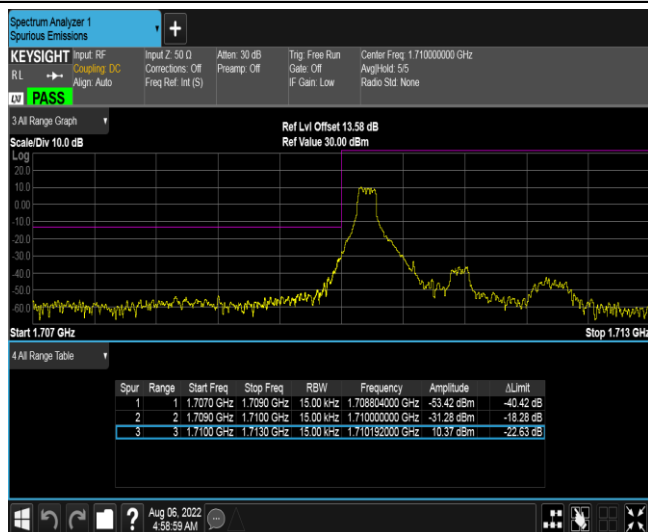 Spectrum Analyzer 1
Spurious Emissions
KEYSIGHT Input: RF Input Z: 50 Ω Atten: 30 dB Trig: Free Run Center Freq: 1.710000000 GHz
RL Coupling: DC Corrections: Off Preamp: Off Gate: Off Avg|Hold: 5/5
Align: Auto Freq Ref: Int (S) IF Gain: Low Radio Std: None
LXI PASS
3 All Range Graph
Ref Lvl Offset 13.58 dB
Scale/Div 10.0 dB Ref Value 30.00 dBm
Log
20.0
10.0
0.00
-10.0
-20.0
-30.0
-40.0
-50.0
-60.0
Start 1.707 GHz Stop 1.713 GHz
4 All Range Table
Spur Range Start Freq Stop Freq RBW Frequency Amplitude ΔLimit
1 1 1.7070 GHz 1.7090 GHz 15.00 kHz 1.708804000 GHz -53.42 dBm -40.42 dB
2 2 1.7090 GHz 1.7100 GHz 15.00 kHz 1.710000000 GHz -31.28 dBm -18.28 dB
3 3 1.7100 GHz 1.7130 GHz 15.00 kHz 1.710192000 GHz 10.37 dBm -22.63 dB
Aug 06, 2022
4:58:59 AM